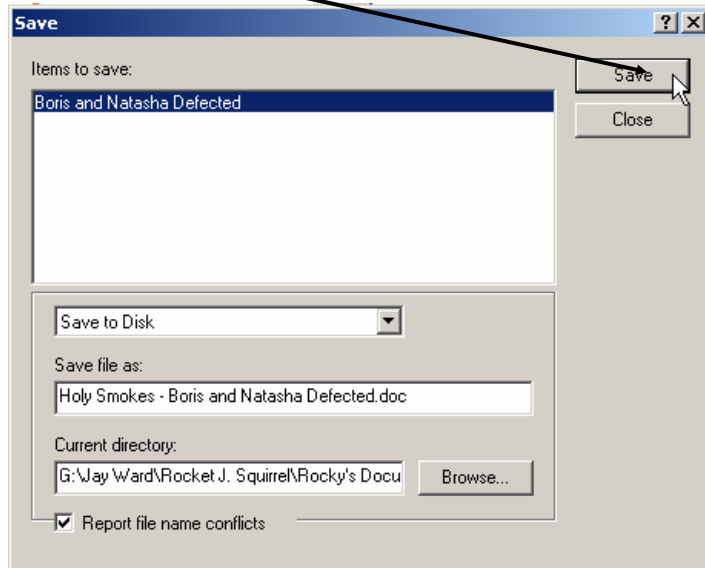 Save
Items to save:
Save
Boris and Natasha Defected
Close
Save to Disk
Save file as:
Holy Smokes - Boris and Natasha Defected.doc
Current directory:
G:\Jay Ward\Rocket J. Squirrel\Rocky's Docu
Browse...
Report file name conflicts